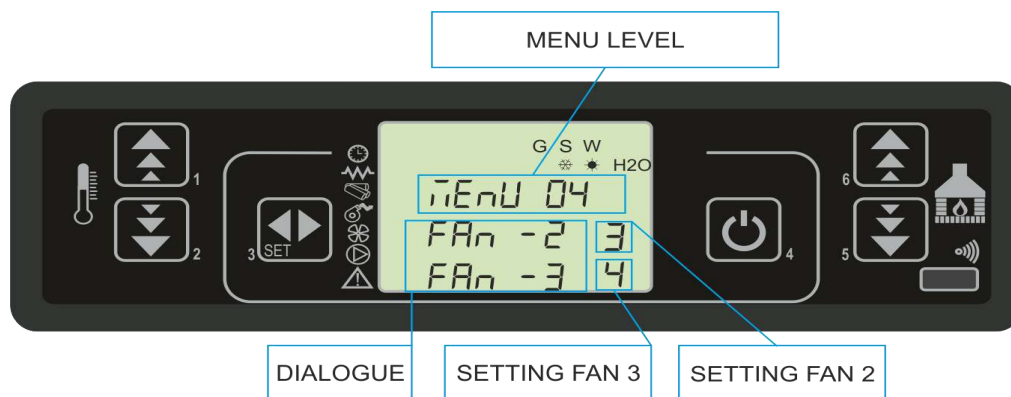 MENU LEVEL
G S W
H2O
1
6
MEnU 04
3 SET
2
4
5
FAn -2 3
FAn -3 4
DIALOGUE
SETTING FAN 3
SETTING FAN 2